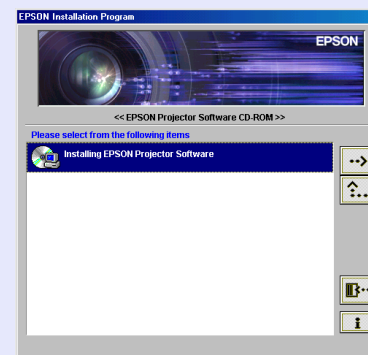 EPSON Installation Program
EPSON
<< EPSON Projector Software CD-ROM >>
Please select from the following items
Installing EPSON Projector Software